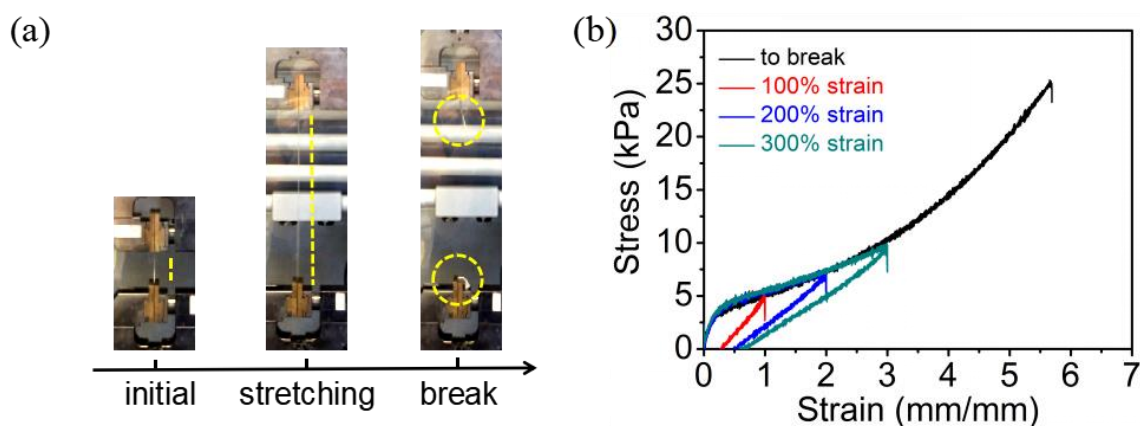 (a)
initial
stretching
break
(b)
to break
100% strain
200% strain
300% strain
Stress (kPa)
30
25
20
15
10
5
0
0 1 2 3 4 5 6 7
Strain (mm/mm)